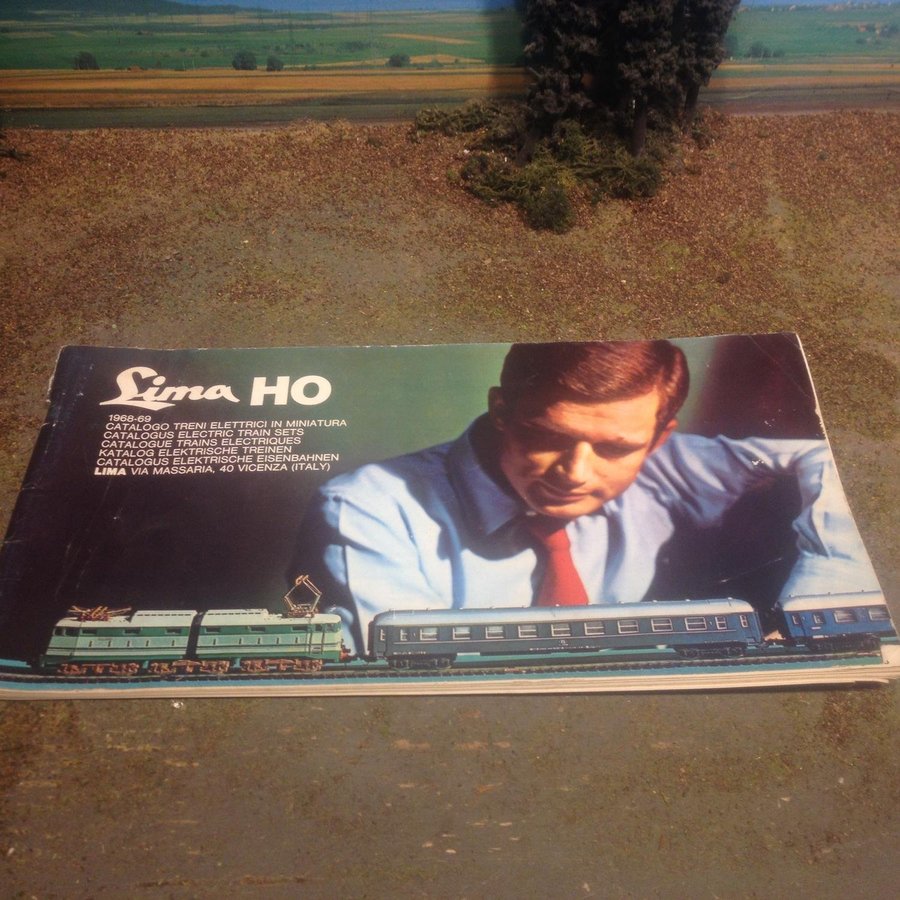 Lima HO
1968-69
CATALOGO TRENI ELETTRICI IN MINIATURA
CATALOGUS ELECTRIC TRAIN SETS
CATALOGUE TRAINS ELECTRIQUES
KATALOG ELEKTRISCHE TREINEN
CATALOGUS ELEKTRISCHE EISENBAHNEN
LIMA VIA MASSARIA, 40 VICENZA (ITALY)